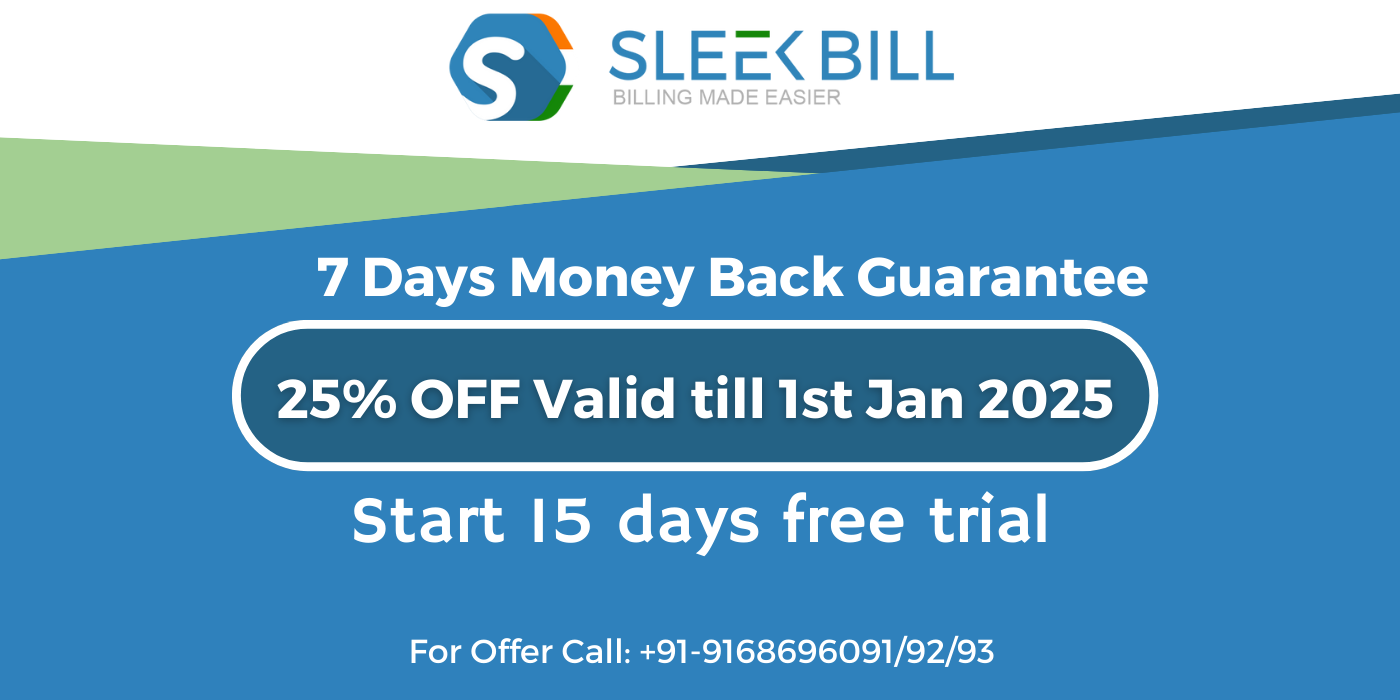 SLEEK BILL
BILLING MADE EASIER
7 Days Money Back Guarantee
25% OFF Valid till 1st Jan 2025
Start 15 days free trial
For Offer Call: +91-9168696091/92/93